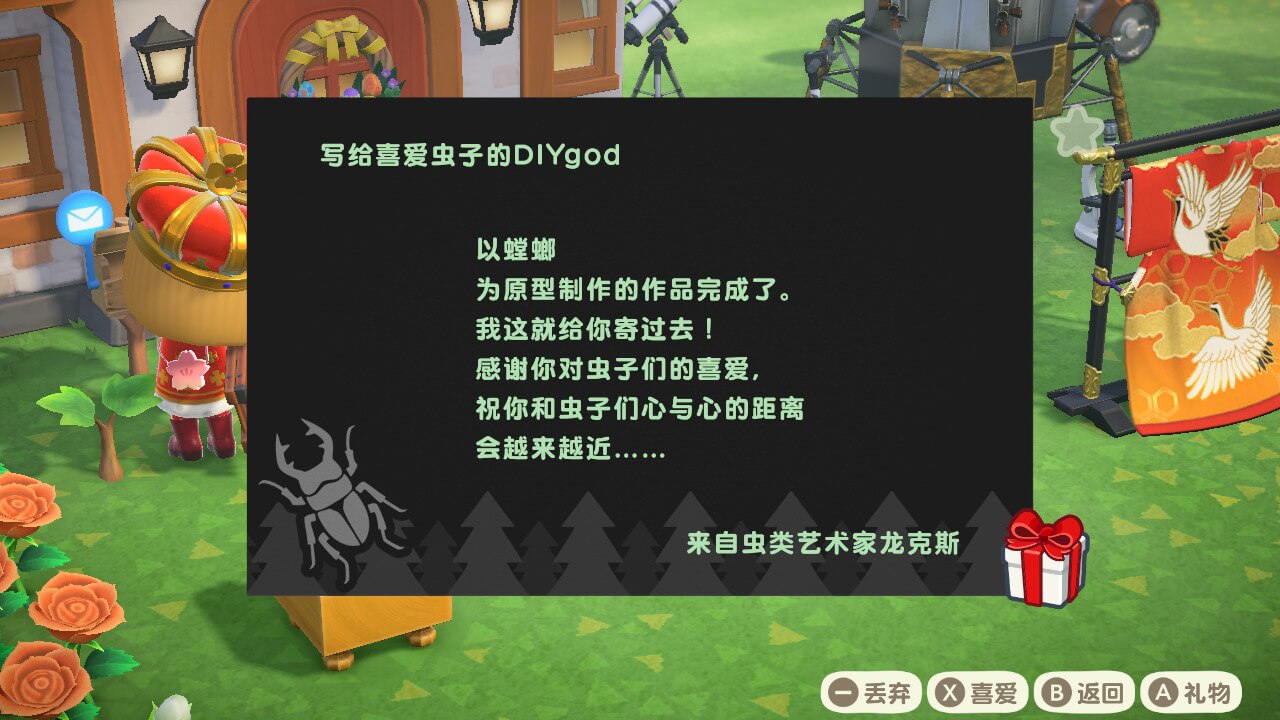 写给喜爱虫子的DIYgod
以螳螂
为原型制作的作品完成了。
我这就给你寄过去！
感谢你对虫子们的喜爱，
祝你和虫子们心与心的距离
会越来越近……
来自虫类艺术家龙克斯
丢弃 X 喜爱 B 返回 A 礼物